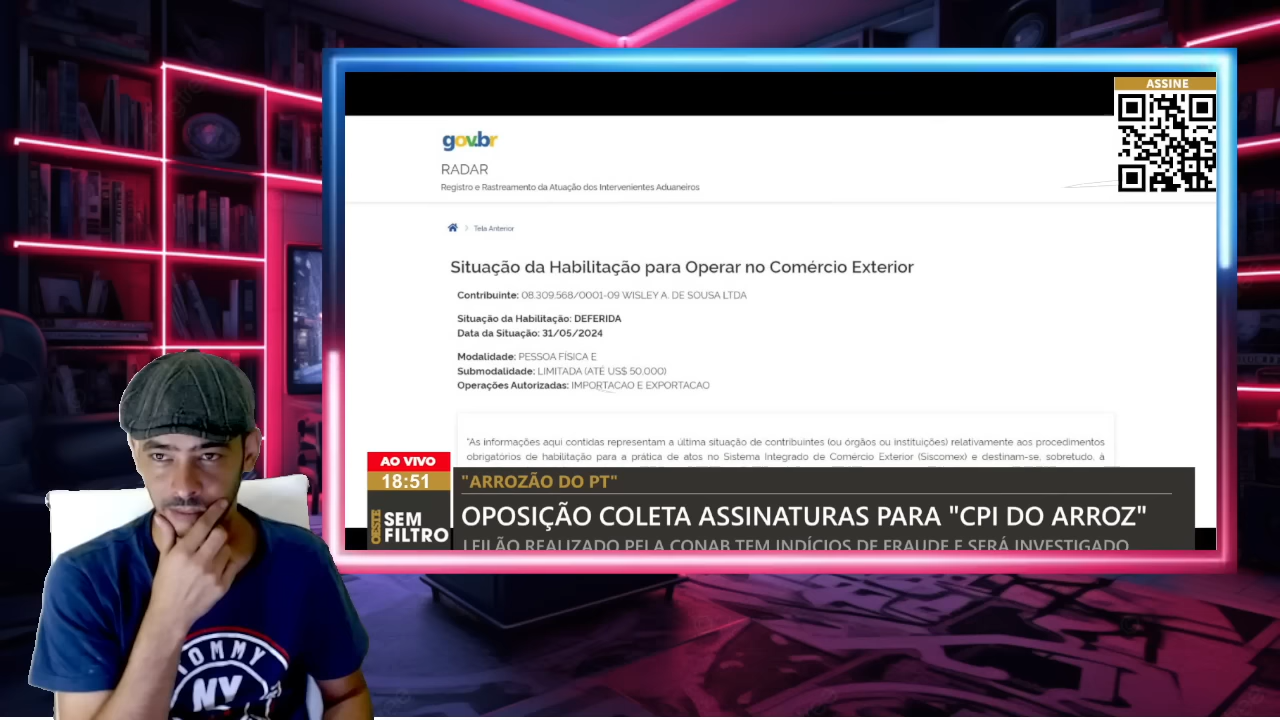 ASSINE
gov.br
RADAR
Registro e Rastreamento da Atuação dos Intervenientes Aduaneiros
Tela Anterior
Situação da Habilitação para Operar no Comércio Exterior
Contribuinte: 08.309.568/0001-09 WISLEY A. DE SOUSA LTDA
Situação da Habilitação: DEFERIDA
Data da Situação: 31/05/2024
Modalidade: PESSOA FÍSICA E
Submodalidade: LIMITADA (ATÉ US$ 50.000)
Operações Autorizadas: IMPORTACAO E EXPORTACAO
"As informações aqui contidas representam a última situação de contribuintes (ou órgãos ou instituições) relativamente aos procedimentos
obrigatórios de habilitação para a prática de atos no Sistema Integrado de Comércio Exterior (Siscomex) e destinam-se, sobretudo, à
AO VIVO
18:51
OESTE
SEM
FILTRO
"ARROZÃO DO PT"
OPOSIÇÃO COLETA ASSINATURAS PARA "CPI DO ARROZ"
LEILÃO REALIZADO PELA CONAB TEM INDÍCIOS DE FRAUDE E SERÁ INVESTIGADO
TOMMY
NY